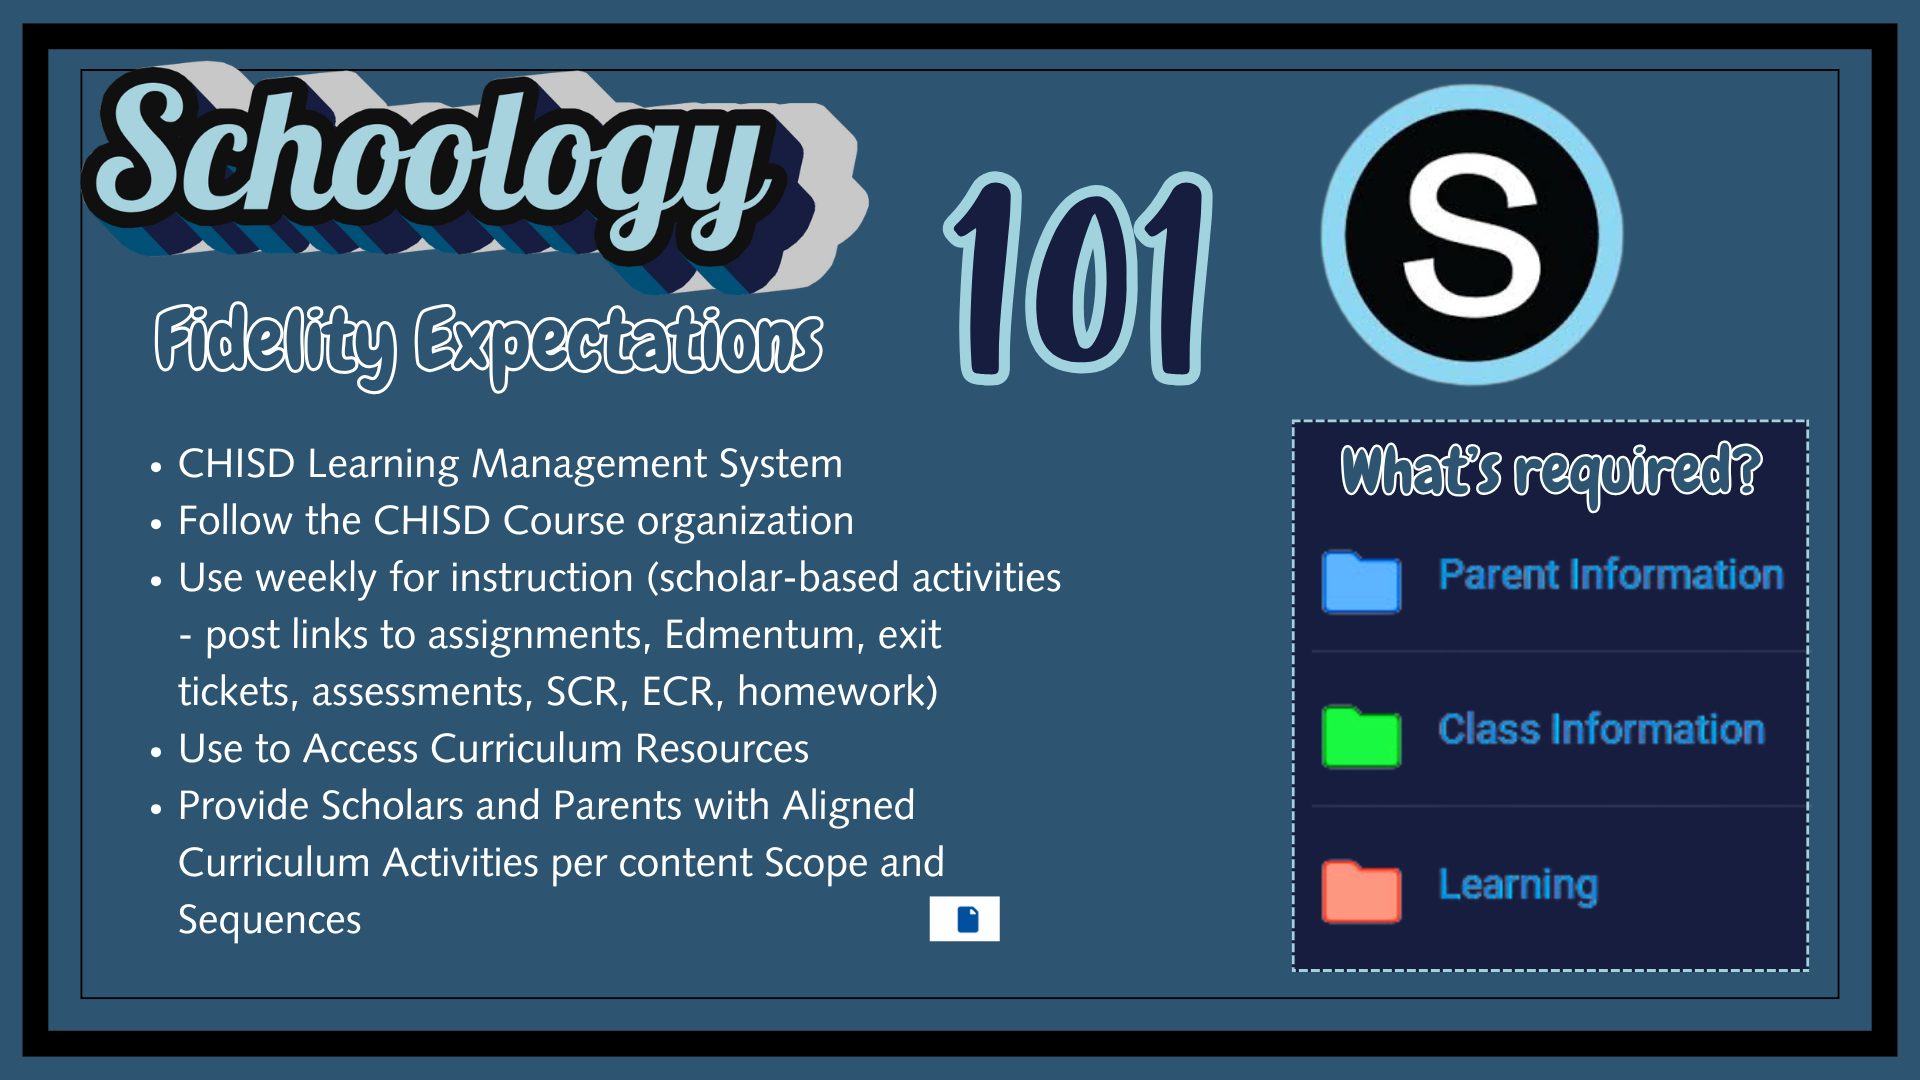 Schoology
101
S
Fidelity Expectations
• CHISD Learning Management System
• Follow the CHISD Course organization
• Use weekly for instruction (scholar-based activities
- post links to assignments, Edmentum, exit
tickets, assessments, SCR, ECR, homework)
• Use to Access Curriculum Resources
• Provide Scholars and Parents with Aligned
Curriculum Activities per content Scope and
Sequences
What's required?
Parent Information
Class Information
Learning